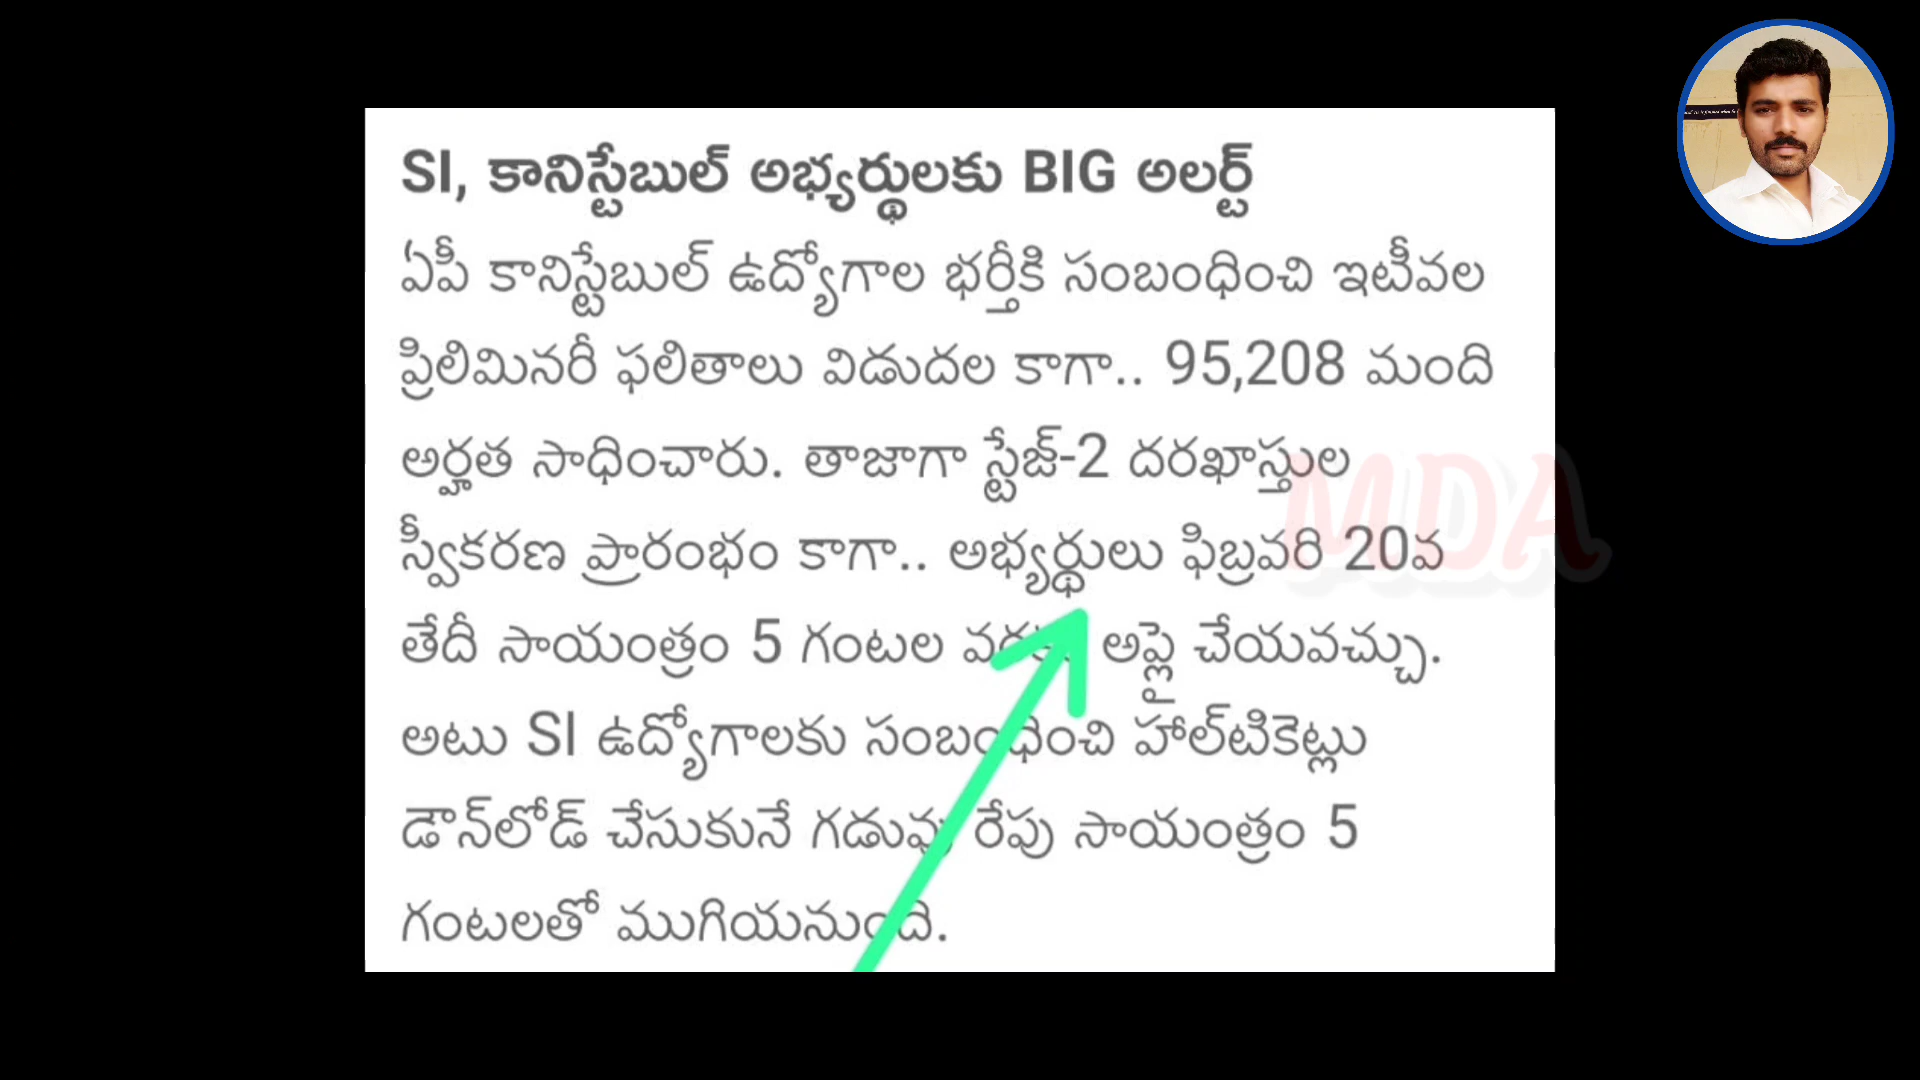 SI, కానిస్టేబుల్ అభ్యర్థులకు BIG అలర్ట్
ఏపీ కానిస్టేబుల్ ఉద్యోగాల భర్తీకి సంబంధించి ఇటీవల
ప్రిలిమినరీ ఫలితాలు విడుదల కాగా.. 95,208 మంది
అర్హత సాధించారు. తాజాగా స్టేజ్-2 దరఖాస్తుల
స్వీకరణ ప్రారంభం కాగా.. అభ్యర్థులు ఫిబ్రవరి 20వ
తేదీ సాయంత్రం 5 గంటల అప్లై చేయవచ్చు.
అటు SI ఉద్యోగాలకు సంబంధించి హాల్‌టికెట్లు
డౌన్‌లోడ్ చేసుకునే గడువు రేపు సాయంత్రం 5
గంటలతో ముగియనుంది.
MDA